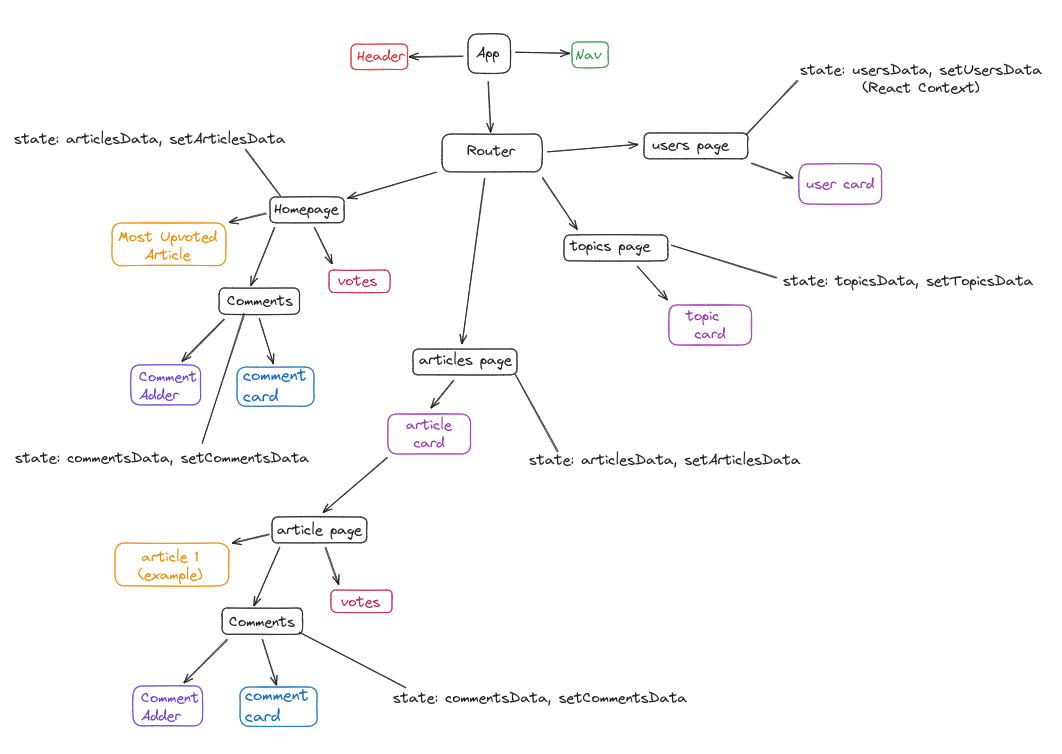 App
Header
Nav
state: usersData, setUsersData
(React Context)
state: articlesData, setArticlesData
Router
users page
user card
Homepage
Most Upvoted
Article
topics page
votes
state: topicsData, setTopicsData
Comments
topic
card
articles page
Comment
Adder
comment
card
article
card
state: commentsData, setCommentsData
state: articlesData, setArticlesData
article page
article 1
(example)
votes
Comments
Comment
Adder
comment
card
state: commentsData, setCommentsData